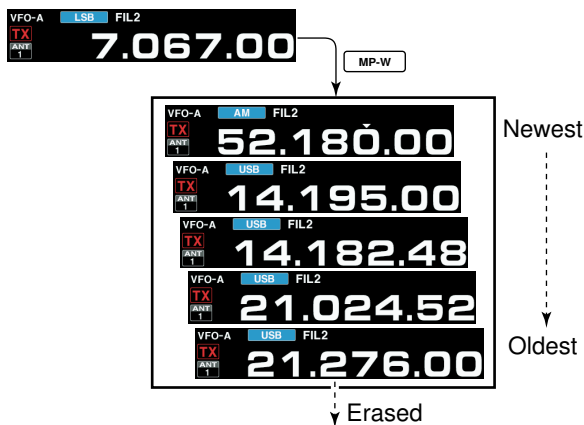 VFO-A LSB FIL2
TX
ANT
1
7.067.00
MP-W
VFO-A AM FIL2
TX
ANT
1
52.180.00
Newest
VFO-A USB FIL2
TX
ANT
1
14.195.00
VFO-A USB FIL2
TX
ANT
1
14.182.48
VFO-A USB FIL2
TX
ANT
1
21.024.52
VFO-A USB FIL2
TX
ANT
1
21.276.00
Oldest
Erased